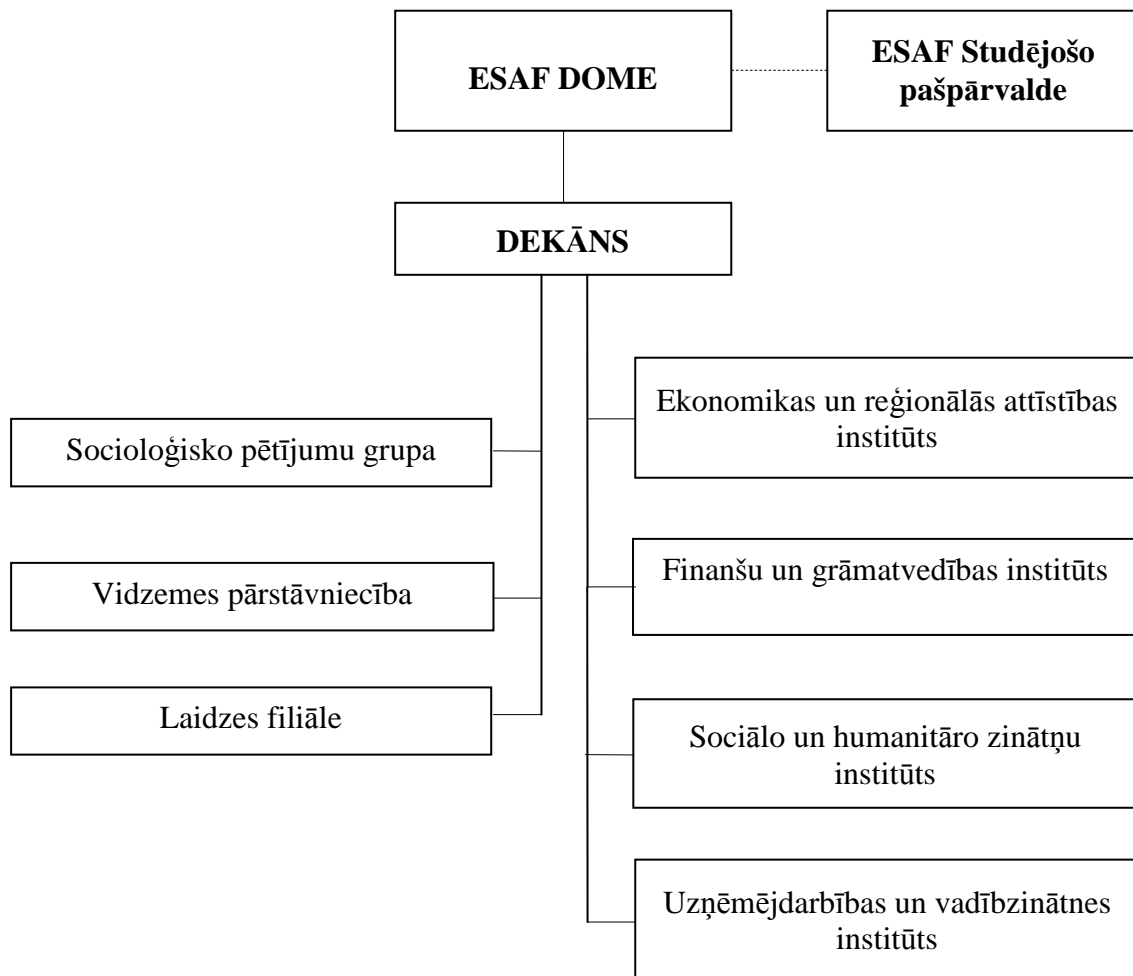 ESAF DOME
ESAF Studējošo
pašpārvalde
DEKĀNS
Socioloģisko pētījumu grupa
Vidzemes pārstāvniecība
Laidzes filiāle
Ekonomikas un reģionālās attīstības
institūts
Finanšu un grāmatvedības institūts
Sociālo un humanitāro zinātņu
institūts
Uzņēmējdarbības un vadībzinātnes
institūts